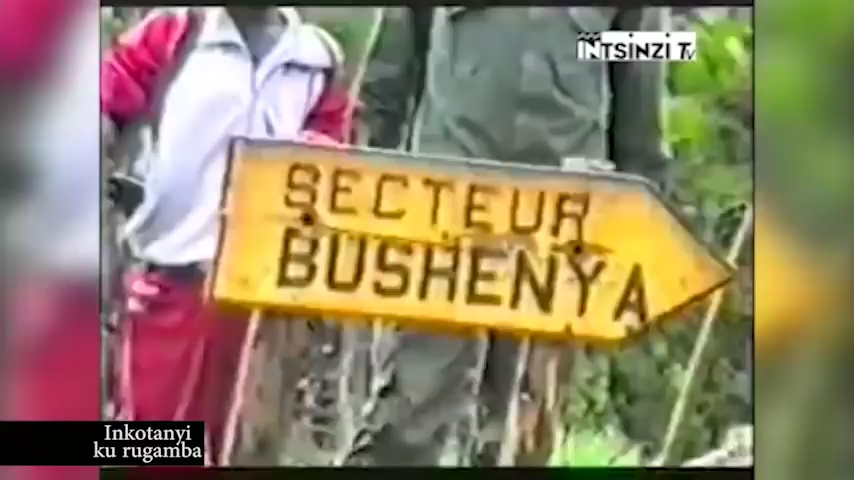 INTSINZI TV
SECTEUR
BUSHENYA
Inkotanyi
ku rugamba